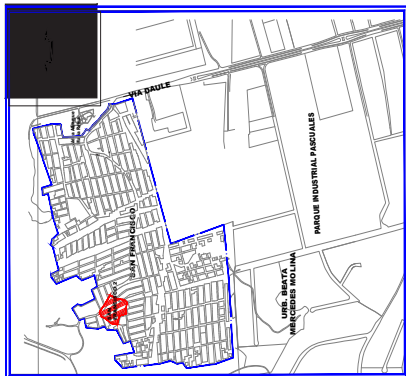 VIA DAULE
SAN FRANCISCO
PARQUE INDUSTRIAL PASCUALES
URB. BEATA
MERCEDES MOLINA